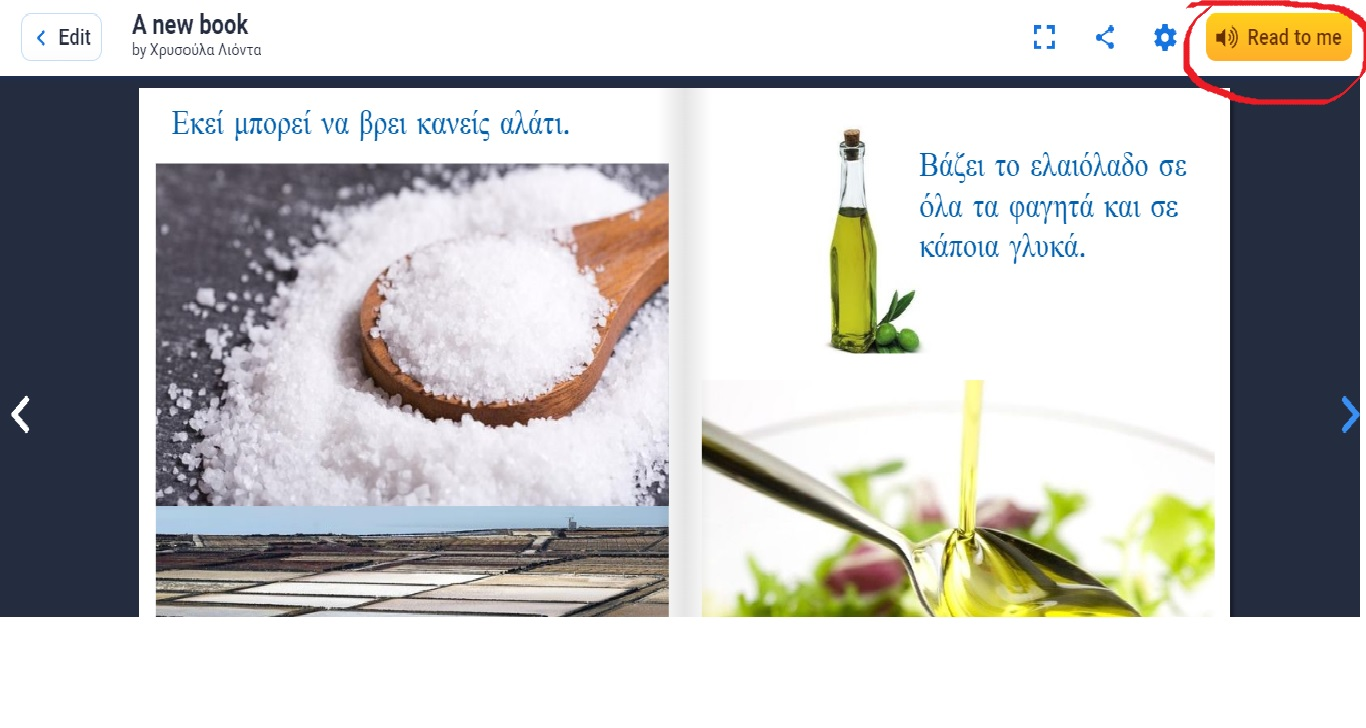 Edit
A new book
by Χρυσούλα Λιόντα
Read to me
Εκεί μπορεί να βρει κανείς αλάτι.
Βάζει το ελαιόλαδο σε
όλα τα φαγητά και σε
κάποια γλυκά.